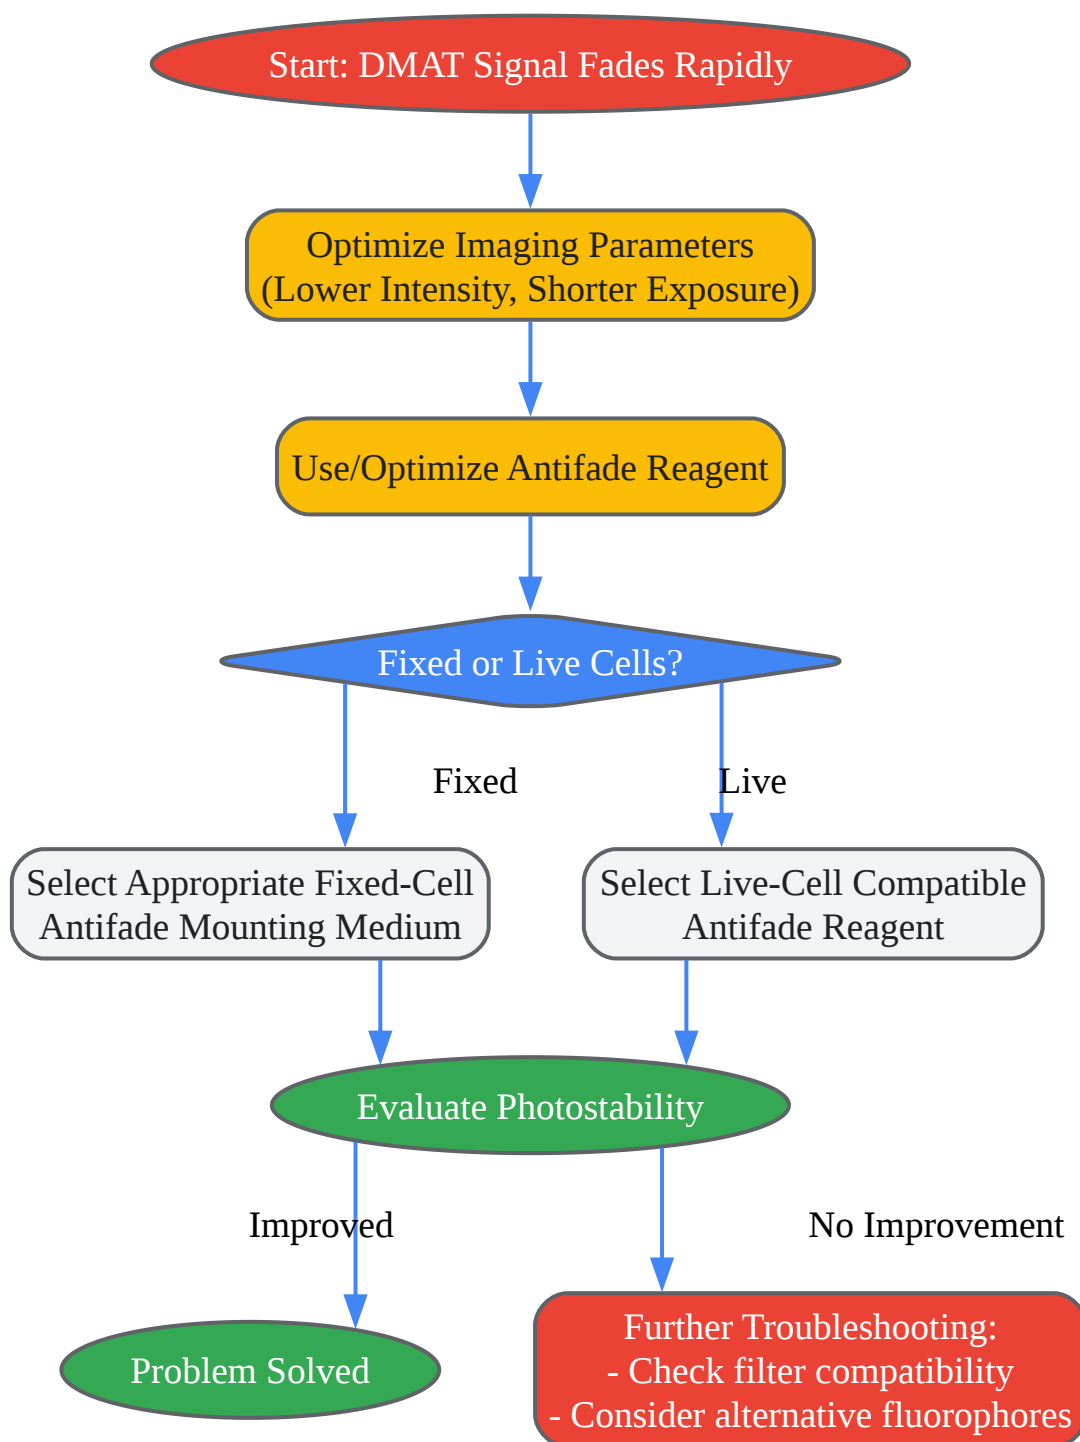 Start: DMAT Signal Fades Rapidly
Optimize Imaging Parameters
(Lower Intensity, Shorter Exposure)
Use/Optimize Antifade Reagent
Fixed or Live Cells?
Fixed
Live
Select Appropriate Fixed-Cell
Antifade Mounting Medium
Select Live-Cell Compatible
Antifade Reagent
Evaluate Photostability
Improved
No Improvement
Problem Solved
Further Troubleshooting:
- Check filter compatibility
- Consider alternative fluorophores